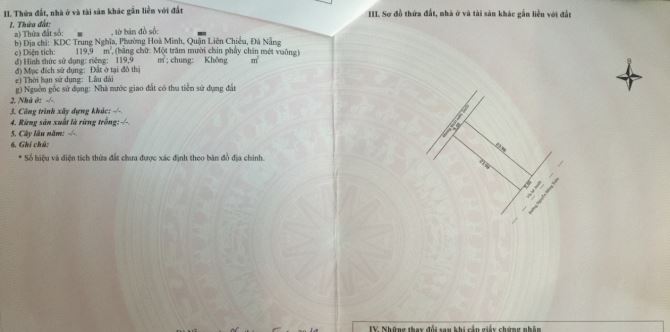 II. Thửa đất, nhà ở và tài sản khác gắn liền với đất
1. Thửa đất:
a) Thửa đất số: , tờ bản đồ số:
b) Địa chỉ: KDC Trung Nghĩa, Phường Hoà Minh, Quận Liên Chiểu, Đà Nẵng
c) Diện tích: 119,9 m², (bằng chữ: Một trăm mười chín phẩy chín mét vuông)
d) Hình thức sử dụng: riêng: 119,9 m²; chung: Không m²
đ) Mục đích sử dụng: Đất ở tại đô thị
e) Thời hạn sử dụng: Lâu dài
g) Nguồn gốc sử dụng: Nhà nước giao đất có thu tiền sử dụng đất
2. Nhà ở: -/-.
3. Công trình xây dựng khác: -/-.
4. Rừng sản xuất là rừng trồng: -/-.
5. Cây lâu năm: -/-.
6. Ghi chú:
* Số hiệu và diện tích thửa đất chưa được xác định theo bản đồ địa chính.
III. Sơ đồ thửa đất, nhà ở và tài sản khác gắn liền với đất
IV. Những thay đổi sau khi cấp giấy chứng nhận